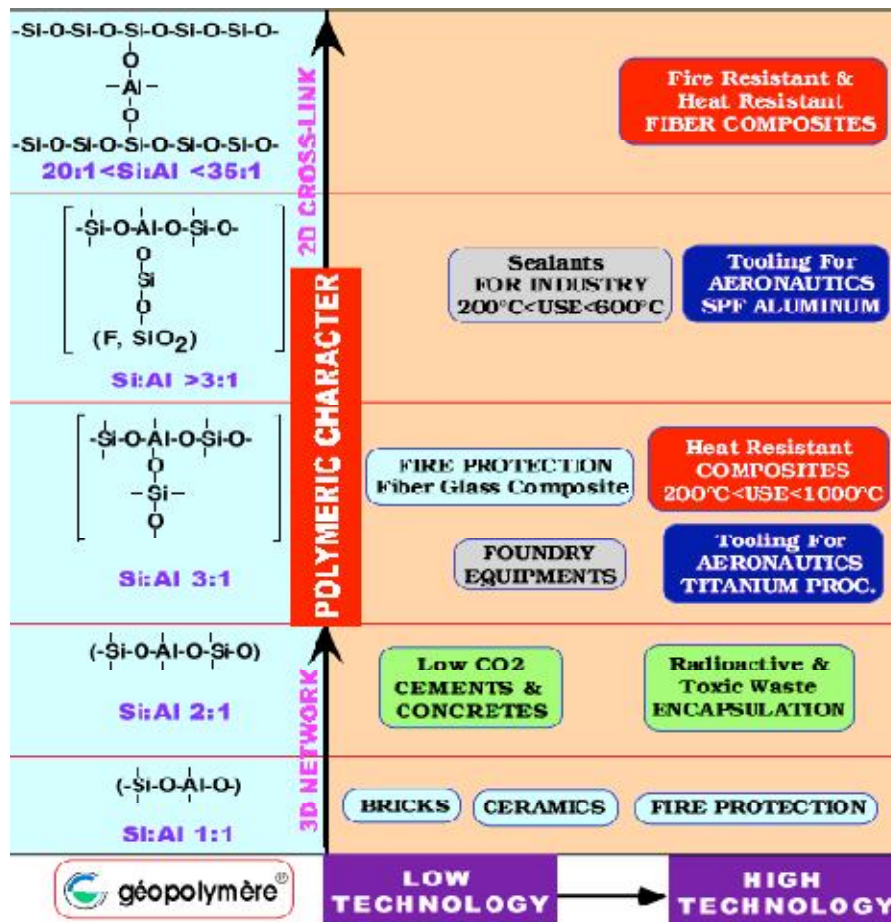 -Si-O-Si-O-Si-O-Si-O-Si-O-
O
–Al–
O
-Si-O-Si-O-Si-O-Si-O-Si-O-
20:1<Si:Al <35:1
Fire Resistant &
Heat Resistant
FIBER COMPOSITES
2D CROSS-LINK
-Si-O-Al-O-Si-O-
O
Si
O
(F, SiO₂)
Si:Al >3:1
Sealants
FOR INDUSTRY
200°C<USE<600°C
Tooling For
AERONAUTICS
SPF ALUMINUM
POLYMERIC CHARACTER
-Si-O-Al-O-Si-O-
O
–Si–
O
Si:Al 3:1
FIRE PROTECTION
Fiber Glass Composite
Heat Resistant
COMPOSITES
200°C<USE<1000°C
FOUNDRY
EQUIPMENTS
Tooling For
AERONAUTICS
TITANIUM PROC.
3D NETWORK
(-Si-O-Al-O-Si-O)
Si:Al 2:1
Low CO2
CEMENTS &
CONCRETES
Radioactive &
Toxic Waste
ENCAPSULATION
(-Si-O-Al-O-)
SI:Al 1:1
BRICKS
CERAMICS
FIRE PROTECTION
géopolymère®
LOW
TECHNOLOGY
HIGH
TECHNOLOGY